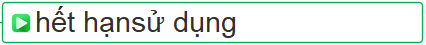 hết hạnsử dụng